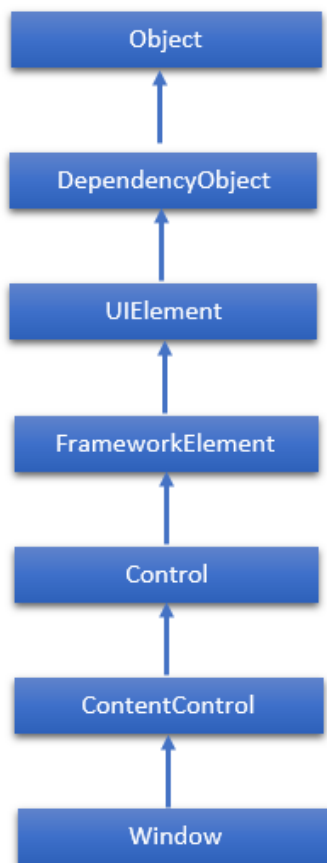 Object
DependencyObject
UIElement
FrameworkElement
Control
ContentControl
Window